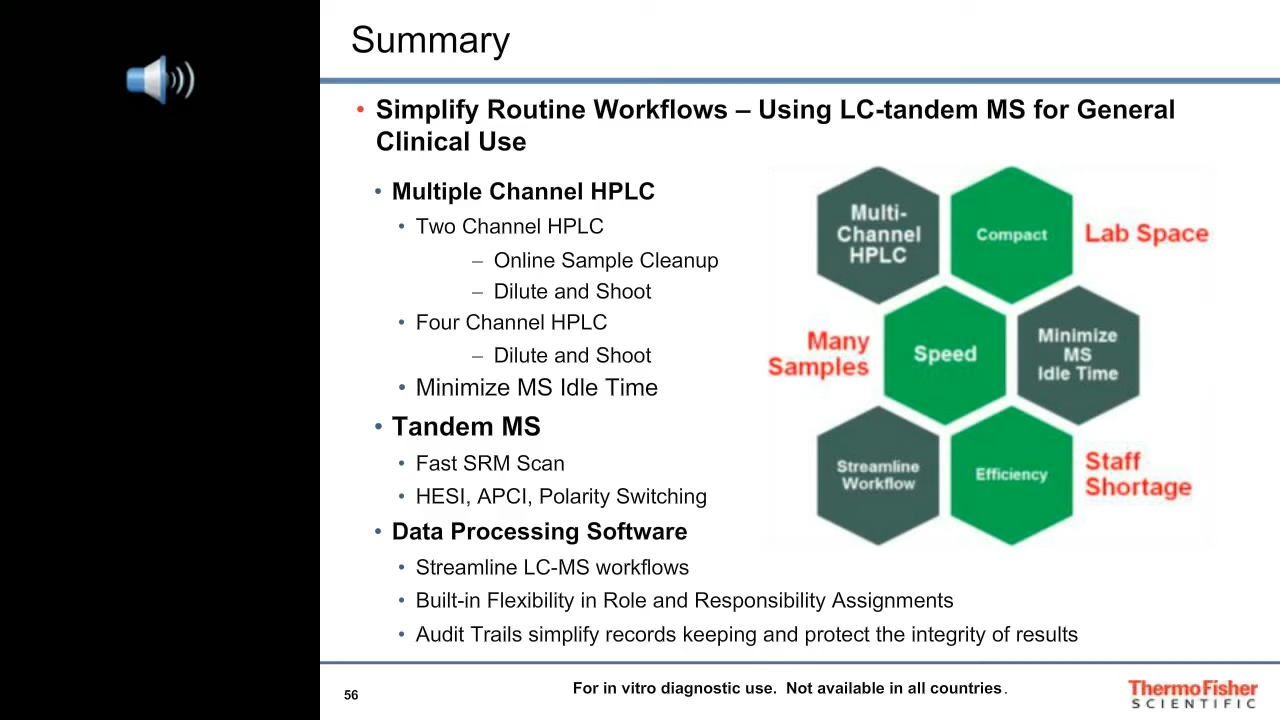 Summary
• Simplify Routine Workflows – Using LC-tandem MS for General
Clinical Use
• Multiple Channel HPLC
• Two Channel HPLC
– Online Sample Cleanup
– Dilute and Shoot
• Four Channel HPLC
– Dilute and Shoot
• Minimize MS Idle Time
• Tandem MS
• Fast SRM Scan
• HESI, APCI, Polarity Switching
• Data Processing Software
• Streamline LC-MS workflows
• Built-in Flexibility in Role and Responsibility Assignments
• Audit Trails simplify records keeping and protect the integrity of results
Multi-
Channel
HPLC
Compact
Lab Space
Many
Samples
Speed
Minimize
MS
Idle Time
Streamline
Workflow
Efficiency
Staff
Shortage
56
For in vitro diagnostic use. Not available in all countries.
ThermoFisher
SCIENTIFIC